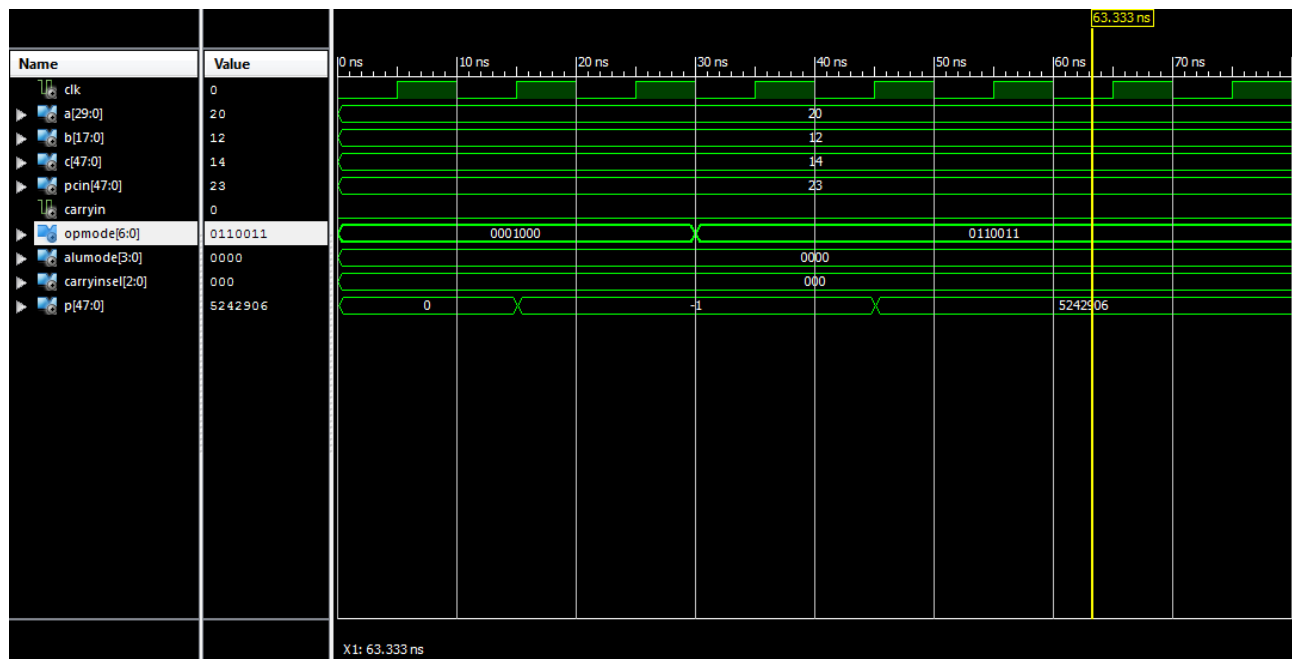 63.333 ns
Name Value 0 ns 10 ns 20 ns 30 ns 40 ns 50 ns 60 ns 70 ns
clk 0
a[29:0] 20 20
b[17:0] 12 12
c[47:0] 14 14
pcin[47:0] 23 23
carryin 0
opmode[6:0] 0110011 0001000 0110011
alumode[3:0] 0000 0000
carryinsel[2:0] 000 000
p[47:0] 5242906 0 -1 5242906
X1: 63.333 ns